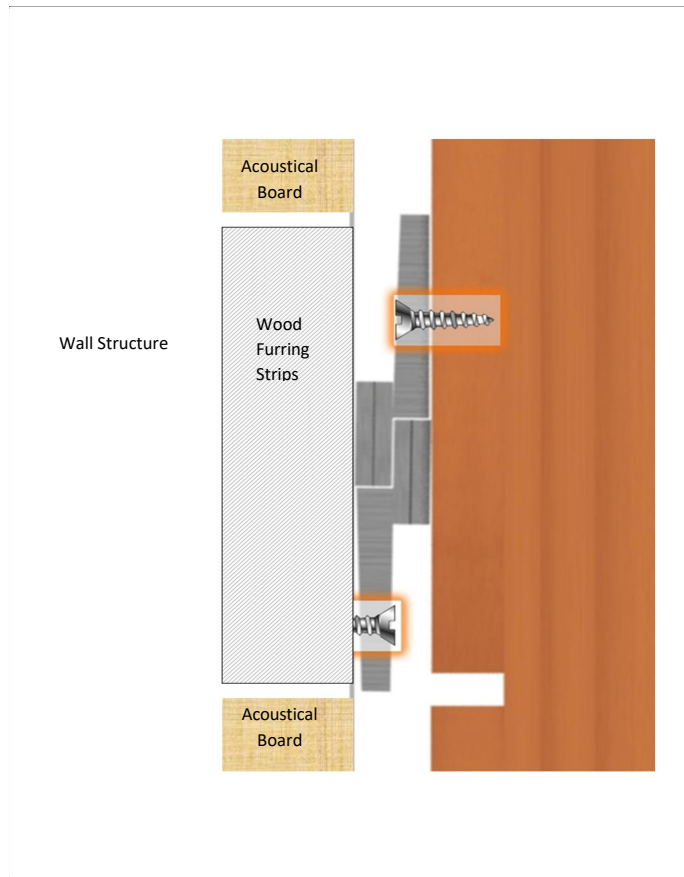 Acoustical
Board
Wall Structure
Wood
Furring
Strips
Acoustical
Board